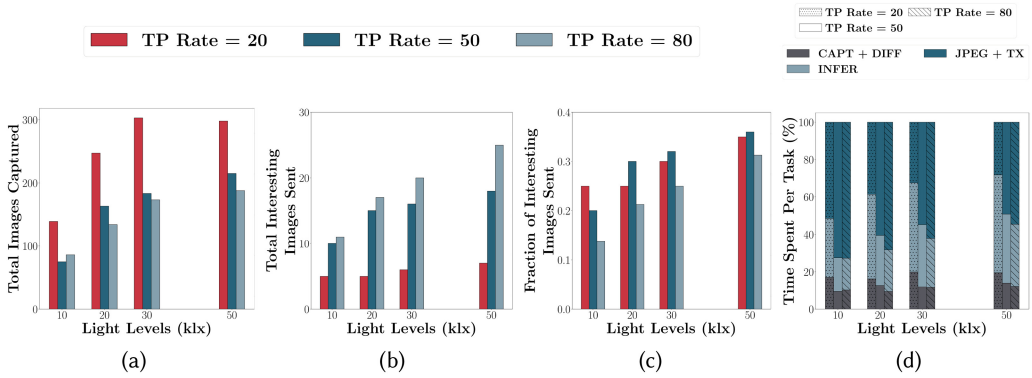 TP Rate = 20 TP Rate = 50 TP Rate = 80
TP Rate = 20 TP Rate = 80
TP Rate = 50
CAPT + DIFF JPEG + TX
INFER
Total Images Captured
300
200
100
0
10 20 30 50
Light Levels (klx)
(a)
Total Interesting
Images Sent
30
20
10
0
10 20 30 50
Light Levels (klx)
(b)
Fraction of Interesting
Images Sent
0.4
0.3
0.2
0.1
0.0
10 20 30 50
Light Levels (klx)
(c)
Time Spent Per Task (%)
100
80
60
40
20
0
10 20 30 50
Light Levels (klx)
(d)